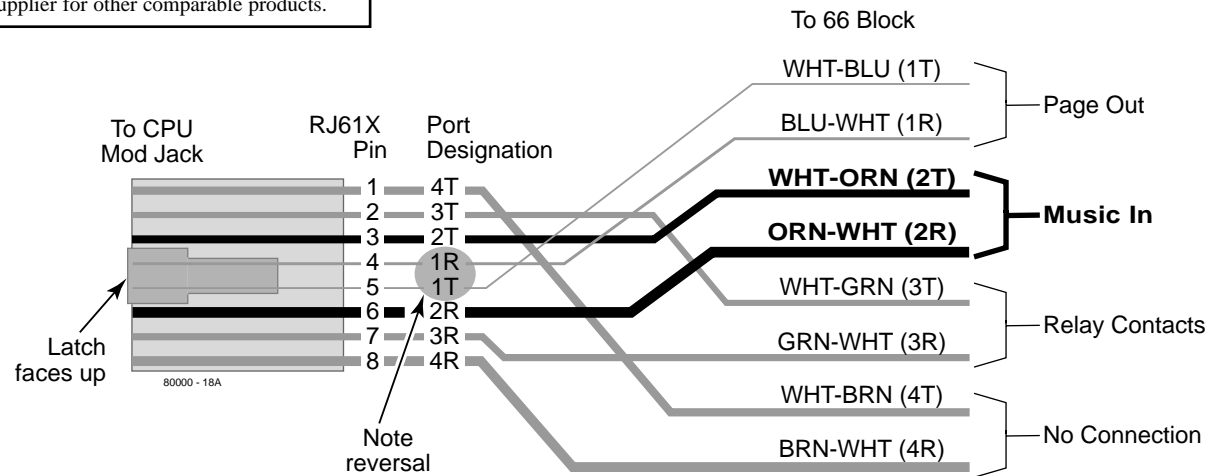 upplier for other comparable products.
To 66 Block
WHT-BLU (1T)
BLU-WHT (1R)
Page Out
WHT-ORN (2T)
ORN-WHT (2R)
Music In
WHT-GRN (3T)
GRN-WHT (3R)
Relay Contacts
WHT-BRN (4T)
BRN-WHT (4R)
No Connection
To CPU
Mod Jack
RJ61X
Pin
Port
Designation
1 4T
2 3T
3 2T
4 1R
5 1T
6 2R
7 3R
8 4R
Latch
faces up
80000 - 18A
Note
reversal